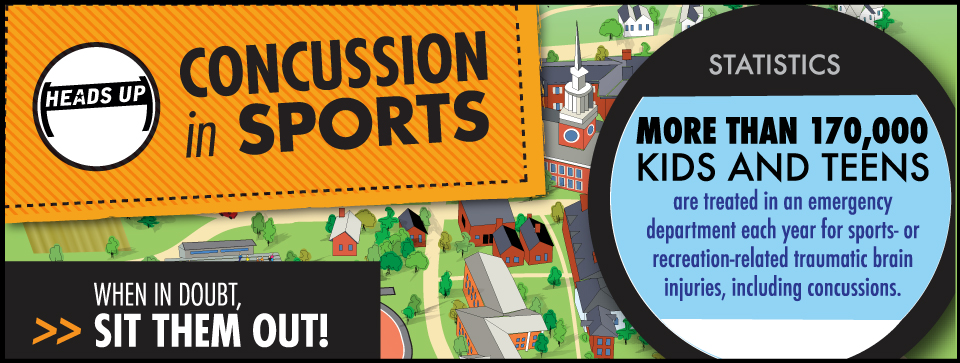 HEADS UP
CONCUSSION
in SPORTS
WHEN IN DOUBT,
>> SIT THEM OUT!
STATISTICS
MORE THAN 170,000
KIDS AND TEENS
are treated in an emergency
department each year for sports- or
recreation-related traumatic brain
injuries, including concussions.